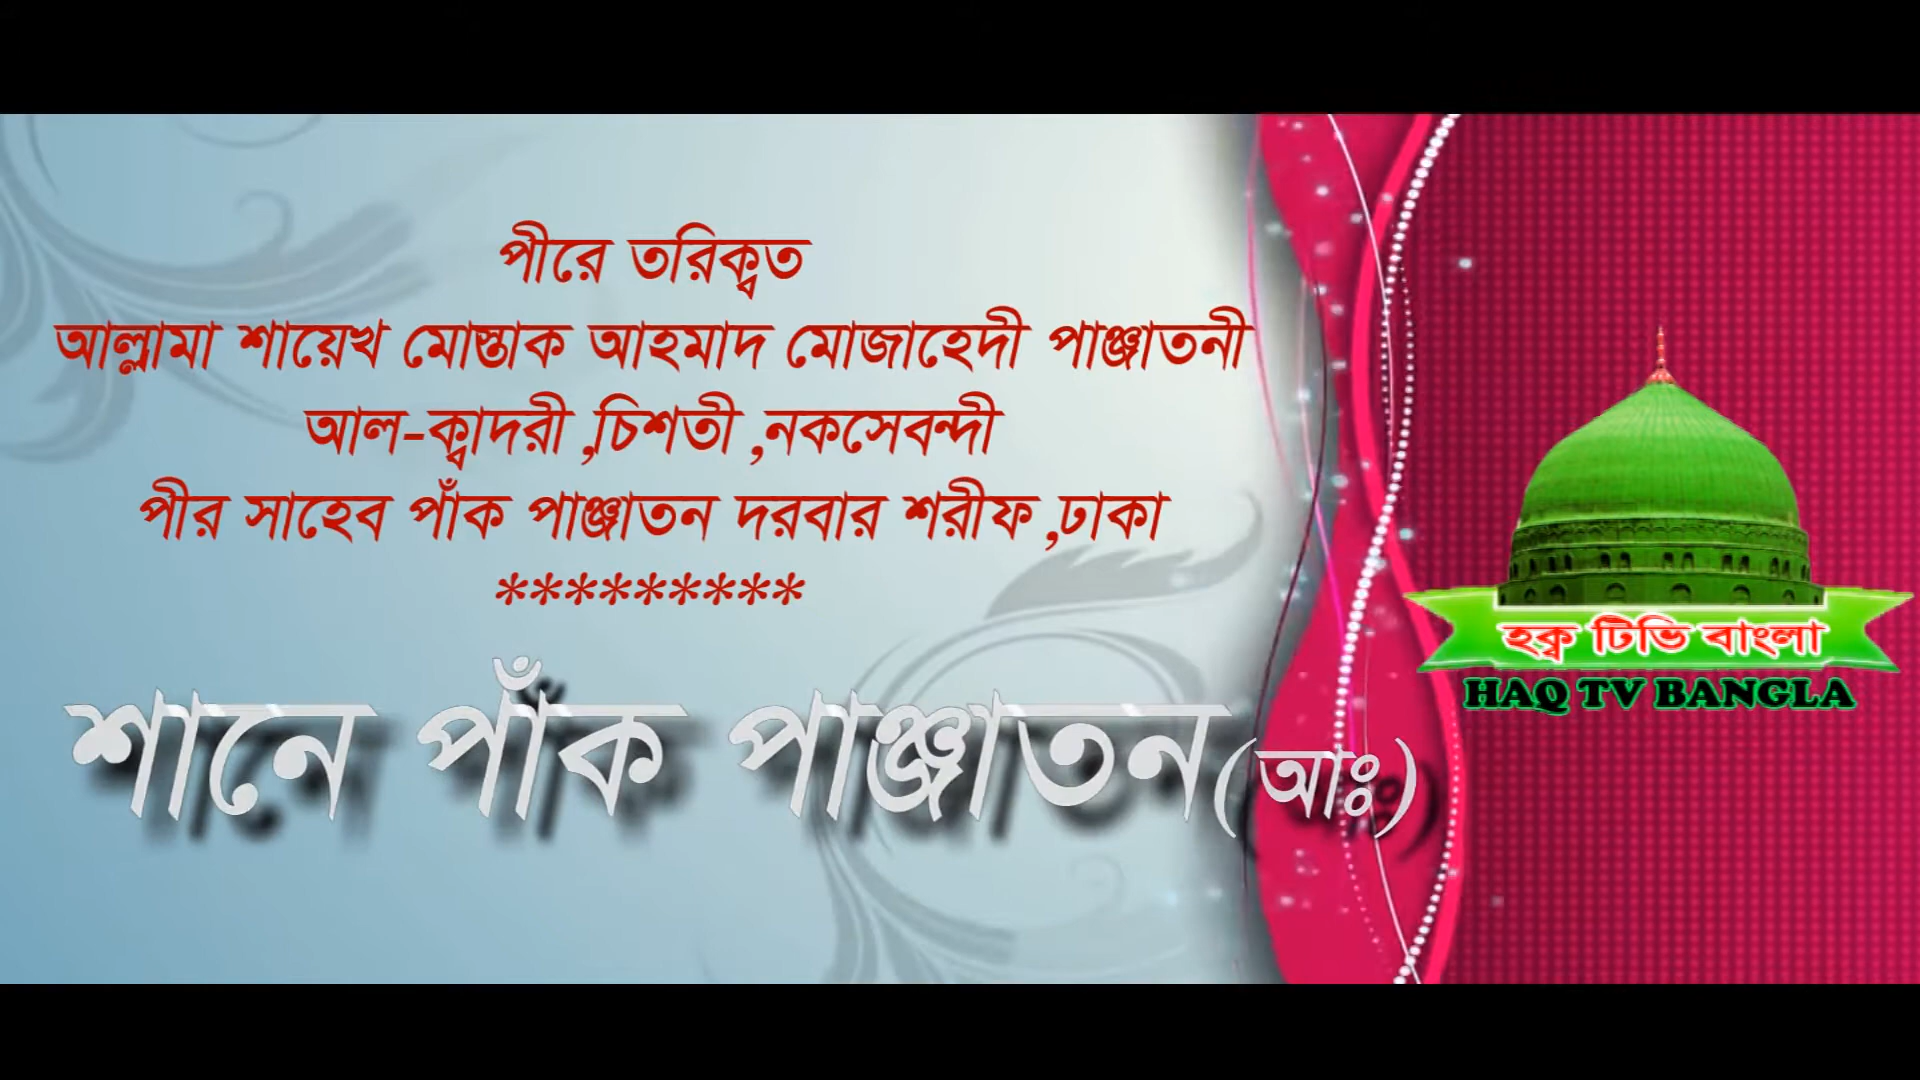 পীরে তরিক্বত
আল্লামা শায়েখ মোস্তাক আহমাদ মোজাহেদী পাঞ্জাতনী
আল-ক্বাদরী ,চিশতী ,নকসেবন্দী
পীর সাহেব পাঁক পাঞ্জাতন দরবার শরীফ ,ঢাকা
*********
শানে পাঁক পাঞ্জাতন(আঃ)
হক্ব টিভি বাংলা
HAQ TV BANGLA